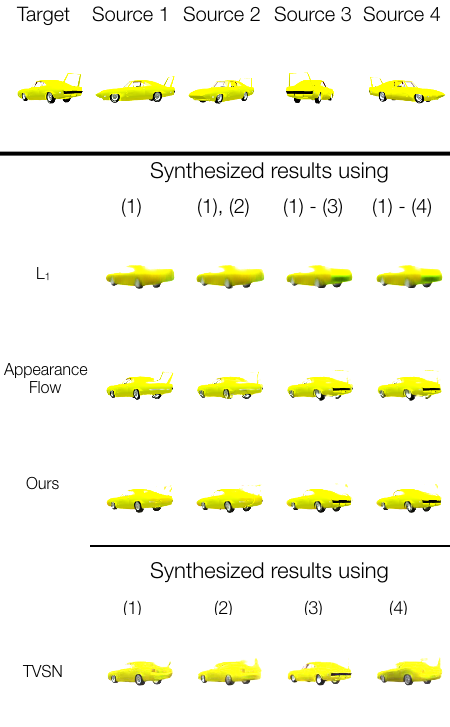 Target Source 1 Source 2 Source 3 Source 4
Synthesized results using
(1) (1), (2) (1) - (3) (1) - (4)
L₁
Appearance
Flow
Ours
Synthesized results using
(1) (2) (3) (4)
TVSN